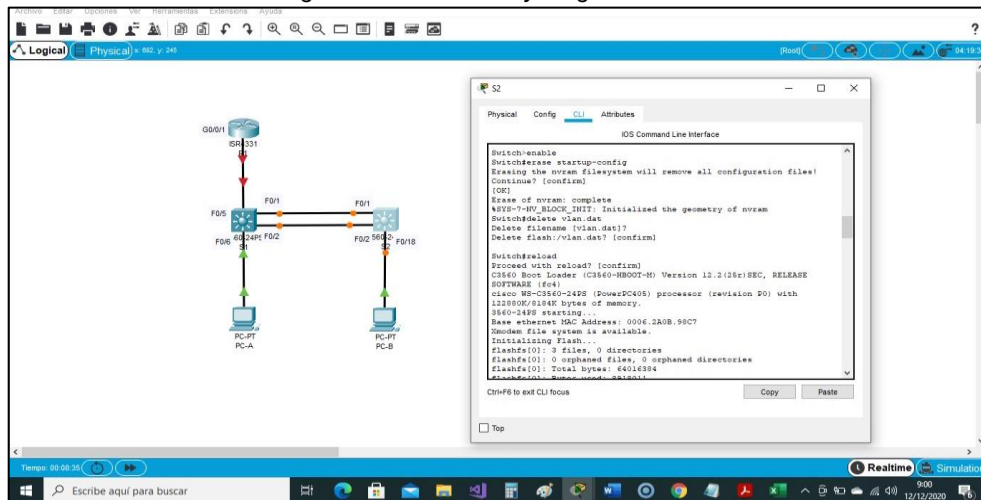 Archivo Editar Opciones Ver Herramientas Extensions Ayuda
?
Logical
Physical
x: 682, y: 245
[Root]
04:19:3
G0/0/1
ISR4331
R1
F0/5
F0/1
F0/1
F0/6
F0/2
S1
F0/2
F0/18
S2
PC-PT
PC-A
PC-PT
PC-B
S2
Physical Config CLI Attributes
IOS Command Line Interface
Switch>enable
Switch#erase startup-config
Erasing the nvram filesystem will remove all configuration files!
Continue? [confirm]
[OK]
Erase of nvram: complete
%SYS-7-NV_BLOCK_INIT: Initialized the geometry of nvram
Switch#delete vlan.dat
Delete filename [vlan.dat]?
Delete flash:/vlan.dat? [confirm]
Switch#reload
Proceed with reload? [confirm]
C3560 Boot Loader (C3560-HBOOT-M) Version 12.2(25r)SEC, RELEASE
SOFTWARE (fc4)
cisco WS-C3560-24PS (PowerPC405) processor (revision P0) with
122880K/8184K bytes of memory.
3560-24PS starting...
Base ethernet MAC Address: 0006.2A0B.98C7
Xmodem file system is available.
Initializing Flash...
flashfs[0]: 3 files, 0 directories
flashfs[0]: 0 orphaned files, 0 orphaned directories
flashfs[0]: Total bytes: 64016384
Ctrl+F6 to exit CLI focus
Copy
Paste
Top
Tiempo: 00:08:35
Realtime
Simulation
Escribe aquí para buscar
9:00
12/12/2020